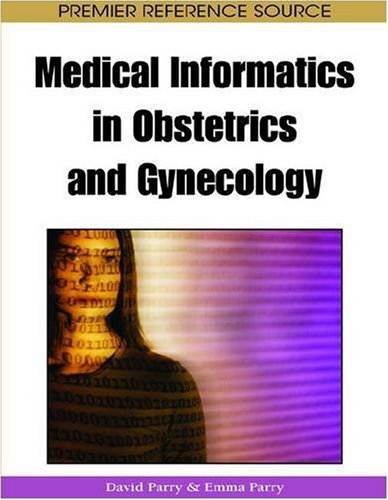 PREMIER REFERENCE SOURCE
Medical Informatics
in Obstetrics
and Gynecology
David Parry & Emma Parry